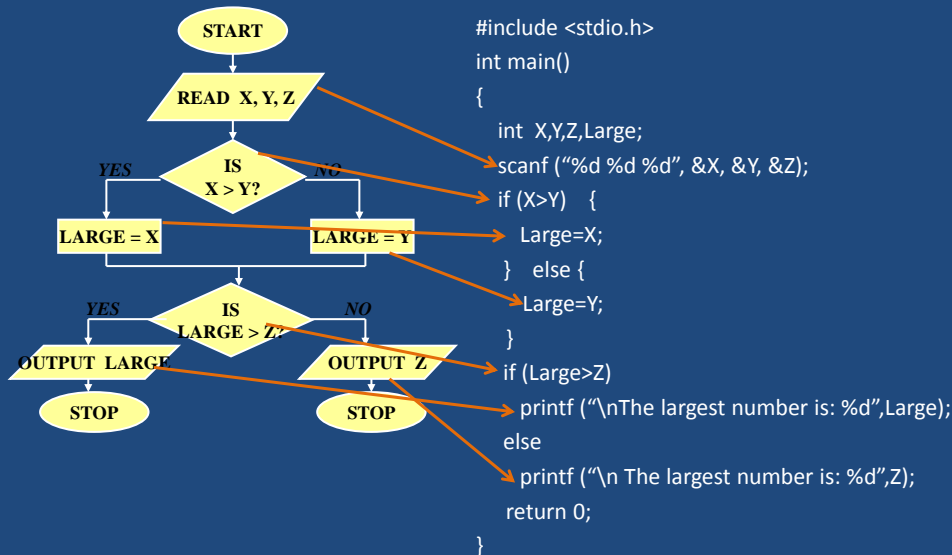 START
READ X, Y, Z
IS
X > Y?
YES
NO
LARGE = X
LARGE = Y
IS
LARGE > Z?
YES
NO
OUTPUT LARGE
OUTPUT Z
STOP
STOP
#include <stdio.h>
int main()
{
int X,Y,Z,Large;
scanf (“%d %d %d”, &X, &Y, &Z);
if (X>Y) {
Large=X;
} else {
Large=Y;
}
if (Large>Z)
printf (“\nThe largest number is: %d”,Large);
else
printf (“\n The largest number is: %d”,Z);
return 0;
}